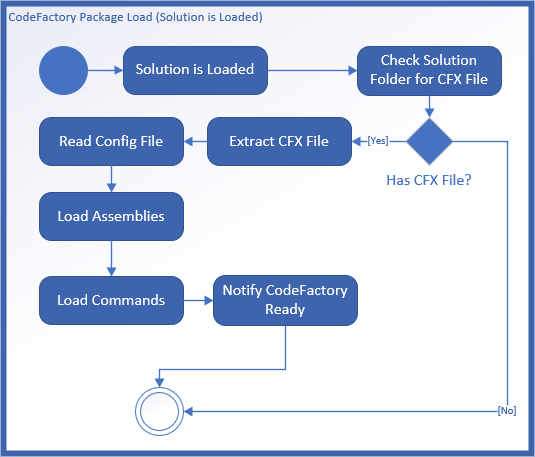 CodeFactory Package Load (Solution is Loaded)
Solution is Loaded
Check Solution
Folder for CFX File
Read Config File
Extract CFX File
[Yes]
Has CFX File?
Load Assemblies
Load Commands
Notify CodeFactory
Ready
[No]